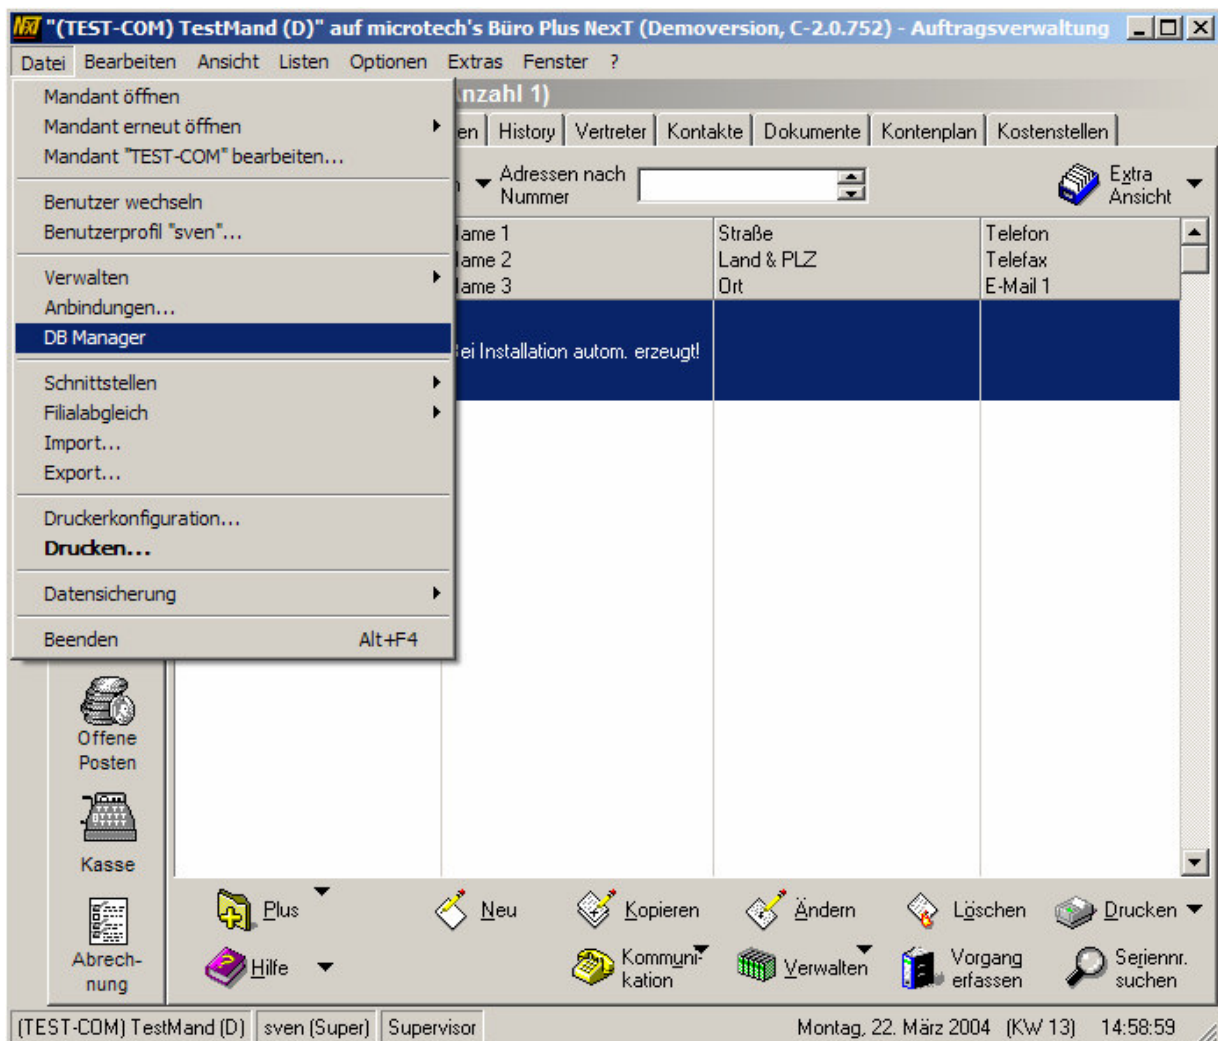 "(TEST-COM) TestMand (D)" auf microtech's Büro Plus NexT (Demoversion, C-2.0.752) - Auftragsverwaltung
Datei Bearbeiten Ansicht Listen Optionen Extras Fenster ?
Mandant öffnen
Mandant erneut öffnen
Mandant "TEST-COM" bearbeiten...
Benutzer wechseln
Benutzerprofil "sven"...
Verwalten
Anbindungen...
DB Manager
Schnittstellen
Filialabgleich
Import...
Export...
Druckerkonfiguration...
Drucken...
Datensicherung
Beenden Alt+F4
nzahl 1)
en History Vertreter Kontakte Dokumente Kontenplan Kostenstellen
Adressen nach
Nummer
Extra
Ansicht
ame 1 Straße Telefon
ame 2 Land & PLZ Telefax
ame 3 Ort E-Mail 1
ei Installation autom. erzeugt!
Offene
Posten
Kasse
Abrech-
nung
Plus Neu Kopieren Ändern Löschen Drucken
Hilfe
Kommuni-
kation
Verwalten
Vorgang
erfassen
Seriennr.
suchen
(TEST-COM) TestMand (D) sven (Super) Supervisor Montag, 22. März 2004 (KW 13) 14:58:59